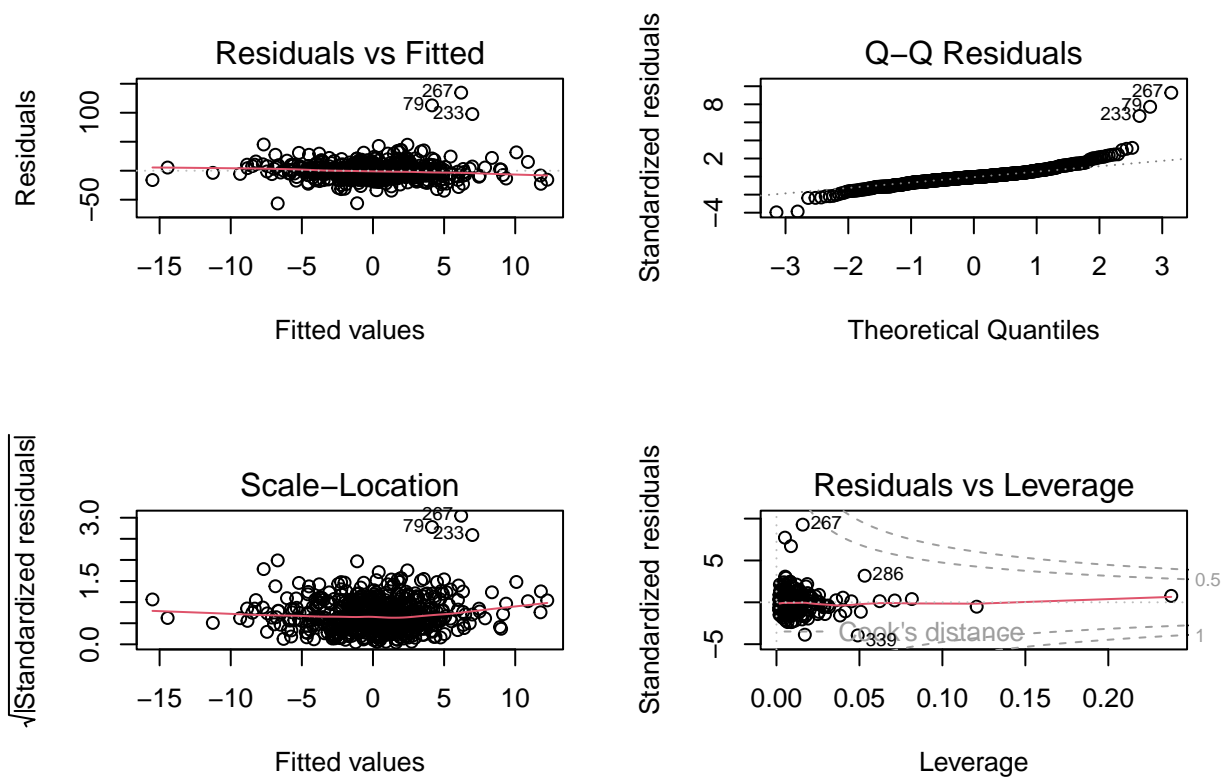 Residuals vs Fitted
Residuals
100
−50
267
79
233
−15 −10 −5 0 5 10
Fitted values
Q−Q Residuals
Standardized residuals
8
2
−4
267
79
233
−3 −2 −1 0 1 2 3
Theoretical Quantiles
Scale−Location
√|Standardized residuals|
3.0
1.5
0.0
267
79
233
−15 −10 −5 0 5 10
Fitted values
Residuals vs Leverage
Standardized residuals
5
0
−5
267
286
339
Cook's distance
0.5
1
0.00 0.05 0.10 0.15 0.20
Leverage